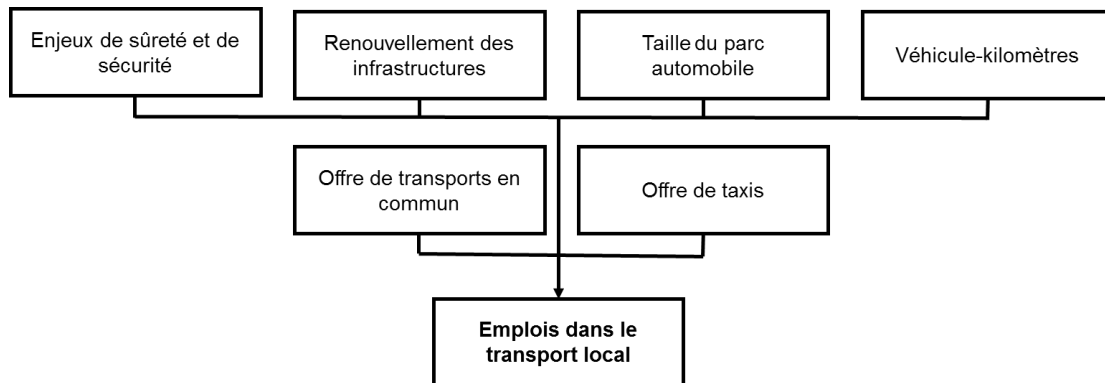 Enjeux de sûreté et de
sécurité
Renouvellement des
infrastructures
Taille du parc
automobile
Véhicule-kilomètres
Offre de transports en
commun
Offre de taxis
Emplois dans le
transport local